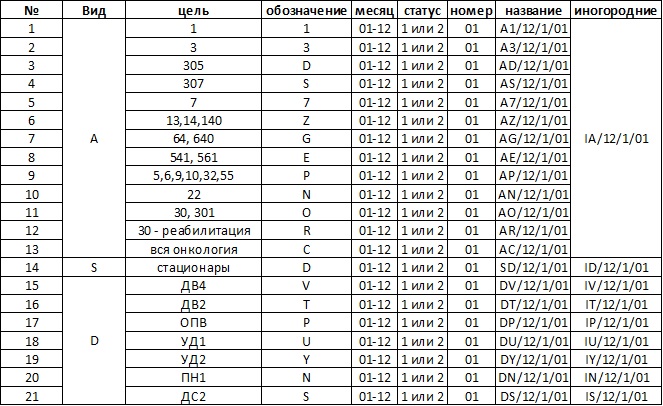 № Вид цель обозначение месяц статус номер название иногородние
1 1 1 01-12 1 или 2 01 A1/12/1/01
2 3 3 01-12 1 или 2 01 A3/12/1/01
3 305 D 01-12 1 или 2 01 AD/12/1/01
4 307 S 01-12 1 или 2 01 AS/12/1/01
5 7 7 01-12 1 или 2 01 A7/12/1/01
6 13,14,140 Z 01-12 1 или 2 01 AZ/12/1/01
7 A 64, 640 G 01-12 1 или 2 01 AG/12/1/01 IA/12/1/01
8 541, 561 E 01-12 1 или 2 01 AE/12/1/01
9 5,6,9,10,32,55 P 01-12 1 или 2 01 AP/12/1/01
10 22 N 01-12 1 или 2 01 AN/12/1/01
11 30, 301 O 01-12 1 или 2 01 AO/12/1/01
12 30 - реабилитация R 01-12 1 или 2 01 AR/12/1/01
13 вся онкология C 01-12 1 или 2 01 AC/12/1/01
14 S стационары D 01-12 1 или 2 01 SD/12/1/01 ID/12/1/01
15 ДВ4 V 01-12 1 или 2 01 DV/12/1/01 IV/12/1/01
16 ДВ2 T 01-12 1 или 2 01 DT/12/1/01 IT/12/1/01
17 ОПВ P 01-12 1 или 2 01 DP/12/1/01 IP/12/1/01
18 D УД1 U 01-12 1 или 2 01 DU/12/1/01 IU/12/1/01
19 УД2 Y 01-12 1 или 2 01 DY/12/1/01 IY/12/1/01
20 ПН1 N 01-12 1 или 2 01 DN/12/1/01 IN/12/1/01
21 ДС2 S 01-12 1 или 2 01 DS/12/1/01 IS/12/1/01